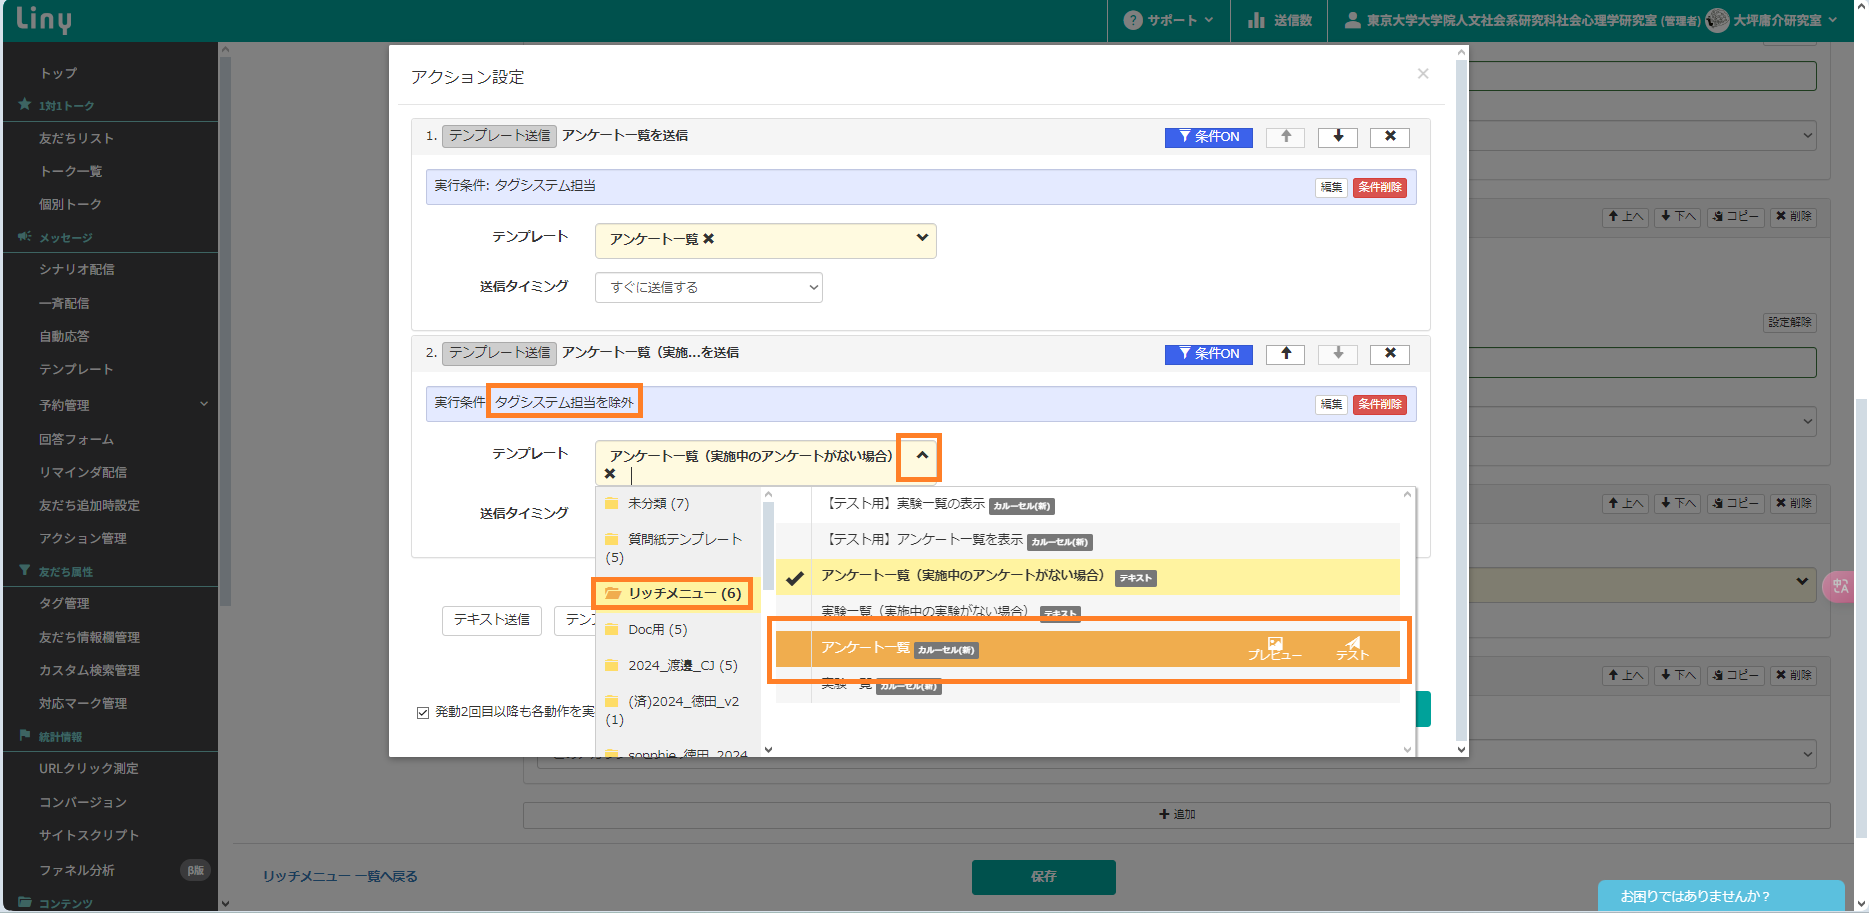 Liny
サポート
送信数
東京大学大学院人文社会系研究科社会心理学研究室 (管理者)
大坪庸介研究室
トップ
1対1トーク
友だちリスト
トーク一覧
個別トーク
メッセージ
シナリオ配信
一斉配信
自動応答
テンプレート
予約管理
回答フォーム
リマインダ配信
友だち追加時設定
アクション管理
友だち属性
タグ管理
友だち情報欄管理
カスタム検索管理
対応マーク管理
統計情報
URLクリック測定
コンバージョン
サイトスクリプト
ファネル分析 β版
コンテンツ
アクション設定
1. テンプレート送信 アンケート一覧を送信
条件ON
実行条件: タグシステム担当
編集 条件削除
テンプレート
アンケート一覧 ✖
送信タイミング
すぐに送信する
2. テンプレート送信 アンケート一覧（実施...を送信
条件ON
実行条件 タグシステム担当を除外
編集 条件削除
テンプレート
アンケート一覧（実施中のアンケートがない場合）
✖
送信タイミング
未分類 (7)
質問紙テンプレート
(5)
リッチメニュー (6)
Doc用 (5)
2024_渡邊_CJ (5)
(済)2024_徳田_v2
(1)
sopphie_徳田_2024
【テスト用】実験一覧の表示 カルーセル(新)
【テスト用】アンケート一覧を表示 カルーセル(新)
アンケート一覧（実施中のアンケートがない場合） テキスト
実験一覧（実施中の実験がない場合） テキスト
アンケート一覧 カルーセル(新)
プレビュー テスト
実験一覧 カルーセル(新)
テキスト送信
テンプ
発動2回目以降も各動作を実
上へ 下へ コピー 削除
設定解除
上へ 下へ コピー 削除
上へ 下へ コピー 削除
中A
追加
リッチメニュー 一覧へ戻る
保存
お困りではありませんか？